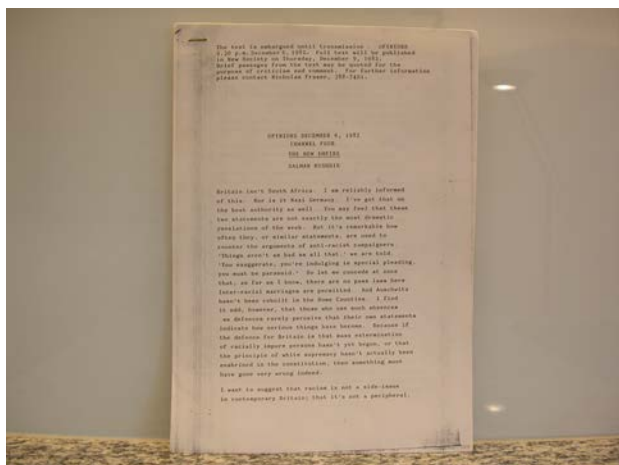 The text is embargoed until transmission . OPINIONS
8.30 p.m. December 6, 1982. Full text will be published
in New Society on Thursday, December 9, 1982.
Brief passages from the text may be quoted for the
purpose of criticism and comment. For further information
please contact Nicholas Fraser,
OPINIONS DECEMBER 6, 1982
CHANNEL FOUR
THE NEW EMPIRE
SALMAN RUSHDIE
Britain isn't South Africa. I am reliably informed
of this. Nor is it Nazi Germany. I've got that on
the best authority as well. You may feel that these
two statements are not exactly the most dramatic
revelations of the week. But it's remarkable how
often they, or similar statements, are used to
counter the arguments of anti-racist campaigners.
'Things aren't as bad as all that,' we are told.
'You exaggerate, you're indulging in special pleading,
you must be paranoid.' So let me concede at once
that, as far as I know, there are no pass laws here
Inter-racial marriages are permitted. And Auschwitz
hasn't been rebuilt in the Home Counties. I find
it odd, however, that those who use such absences
as defences rarely perceive that their own statements
indicate how serious things have become. Because if
the defence for Britain is that mass extermination
of racially impure persons hasn't yet begun, or that
the principle of white supremacy hasn't actually been
enshrined in the constitution, then something must
have gone very wrong indeed.
I want to suggest that racism is not a side-issue
in contemporary Britain; that it's not a peripheral